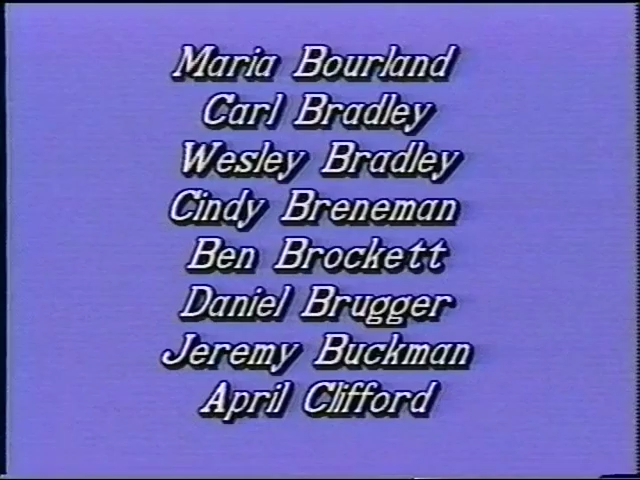 Maria Bourland
Carl Bradley
Wesley Bradley
Cindy Breneman
Ben Brockett
Daniel Brugger
Jeremy Buckman
April Clifford